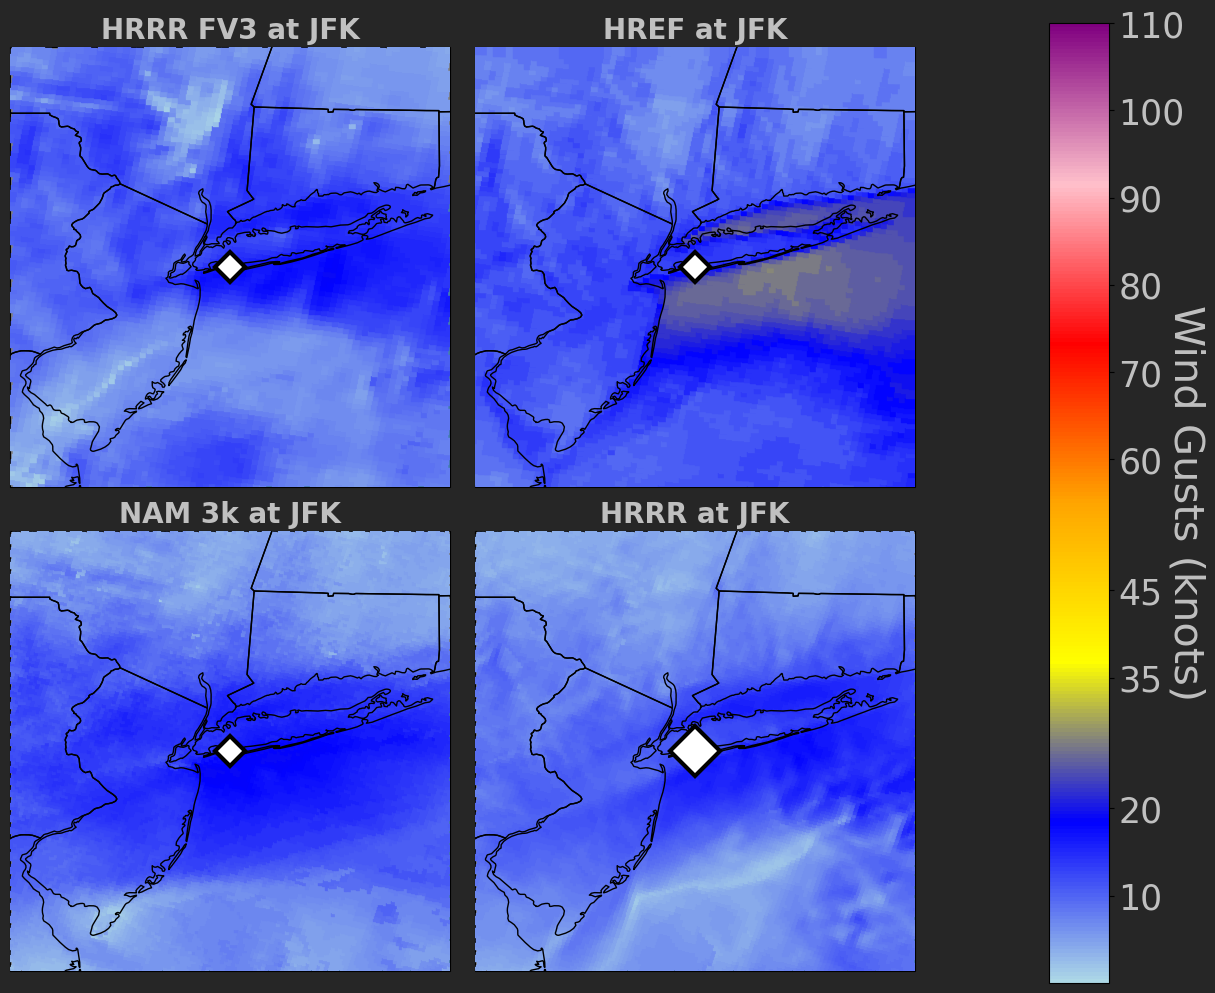 HRRR FV3 at JFK
HREF at JFK
NAM 3k at JFK
HRRR at JFK
110
100
90
80
70
60
45
35
20
10
Wind Gusts (knots)